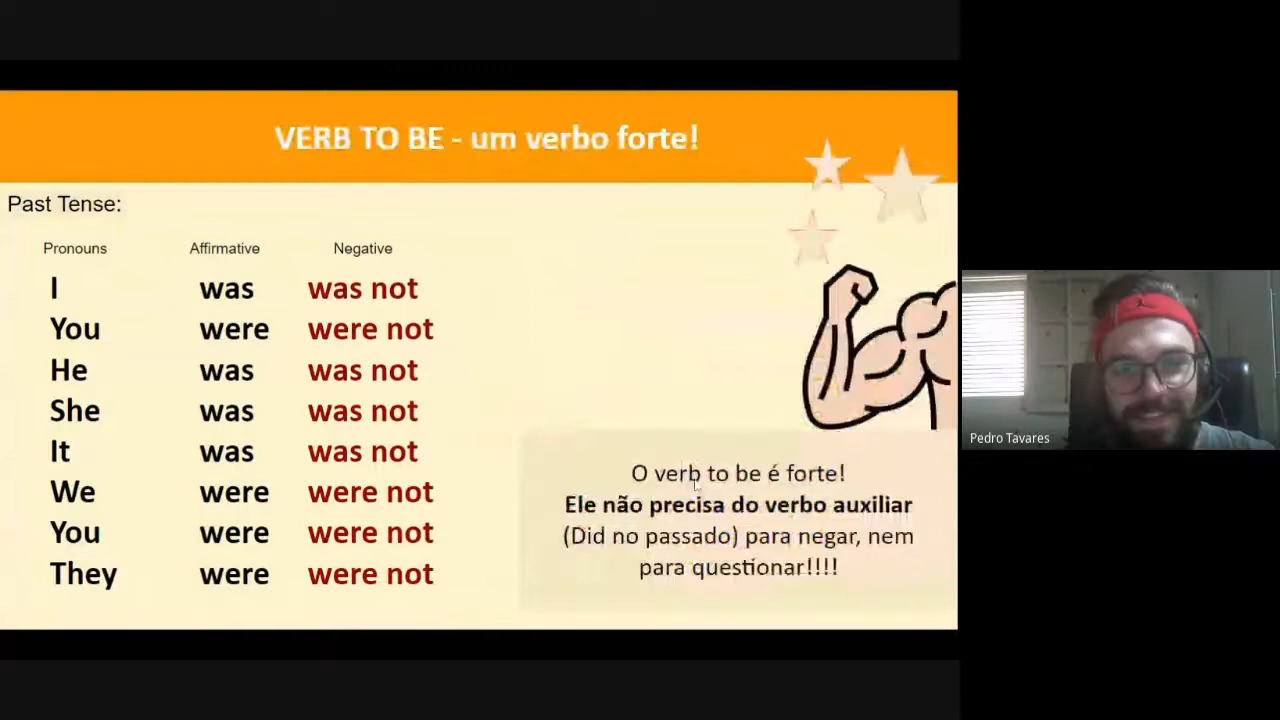 VERB TO BE - um verbo forte!
Past Tense:
Pronouns Affirmative Negative
I was was not
You were were not
He was was not
She was was not
It was was not
We were were not
You were were not
They were were not
O verb to be é forte!
Ele não precisa do verbo auxiliar
(Did no passado) para negar, nem
para questionar!!!!
Pedro Tavares